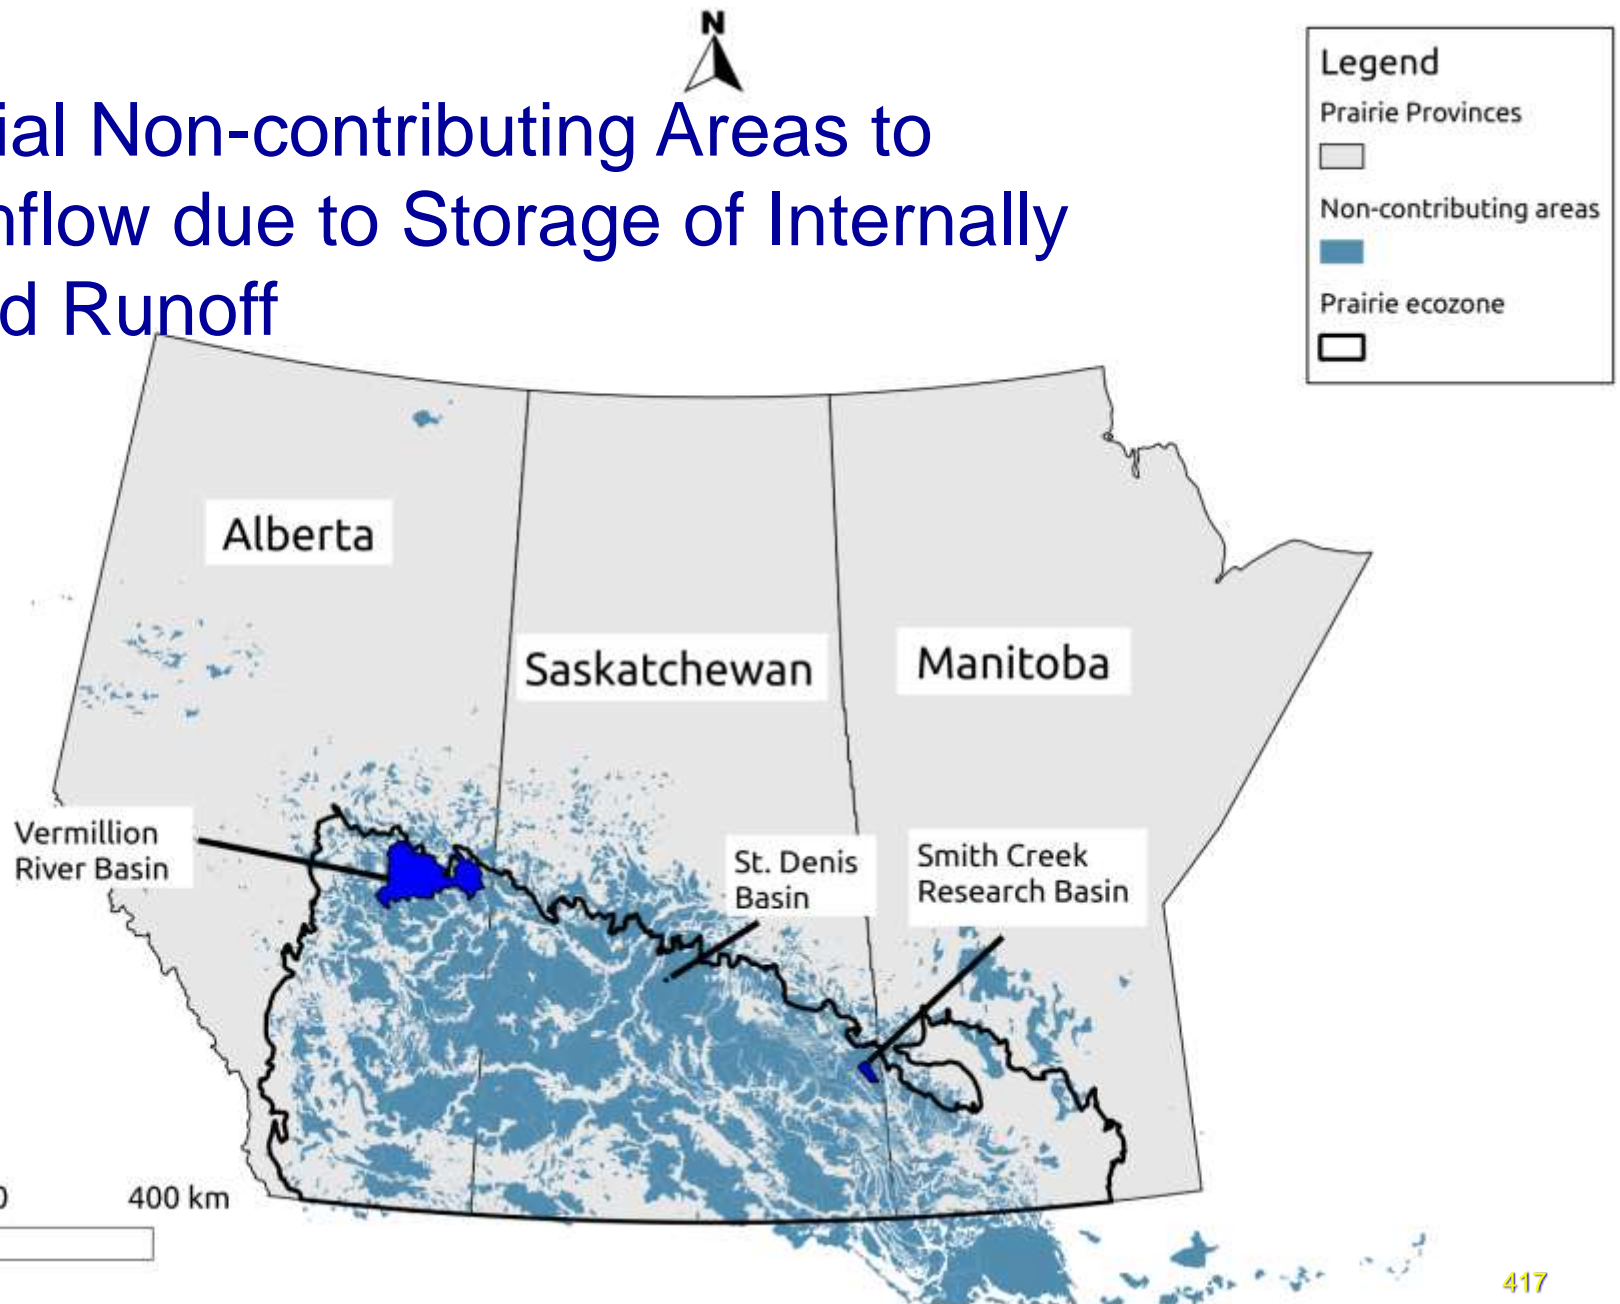 N
ial Non-contributing Areas to
nflow due to Storage of Internally
d Runoff
Legend
Prairie Provinces
Non-contributing areas
Prairie ecozone
Alberta
Saskatchewan
Manitoba
Vermillion
River Basin
St. Denis
Basin
Smith Creek
Research Basin
0
400 km
417